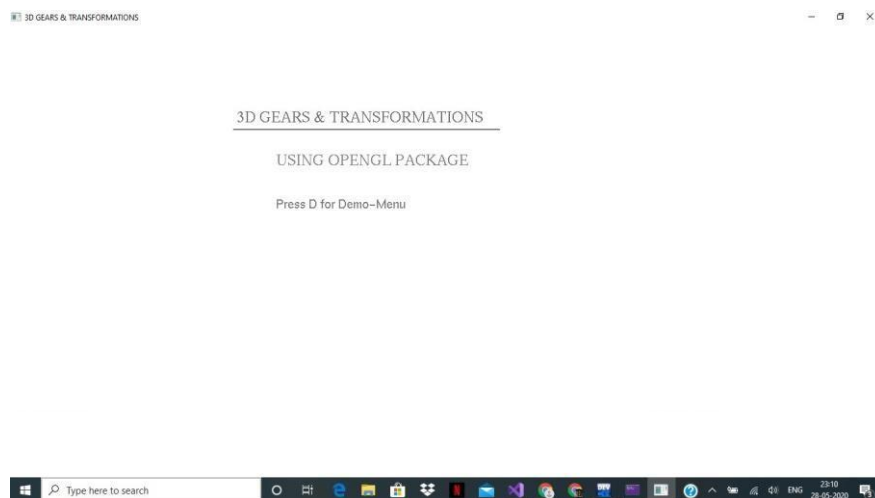 3D GEARS & TRANSFORMATIONS
3D GEARS & TRANSFORMATIONS
USING OPENGL PACKAGE
Press D for Demo-Menu
Type here to search
ENG
23:10
28-05-2020